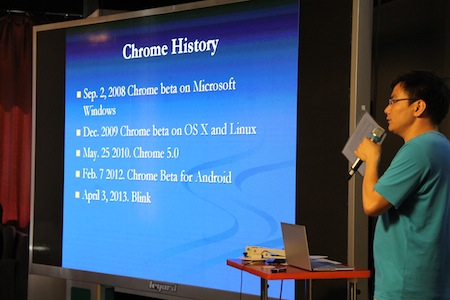 Chrome History
Sep. 2, 2008 Chrome beta on Microsoft
Windows
Dec. 2009 Chrome beta on OS X and Linux
May. 25 2010. Chrome 5.0
Feb. 7 2012. Chrome Beta for Android
April 3, 2013. Blink